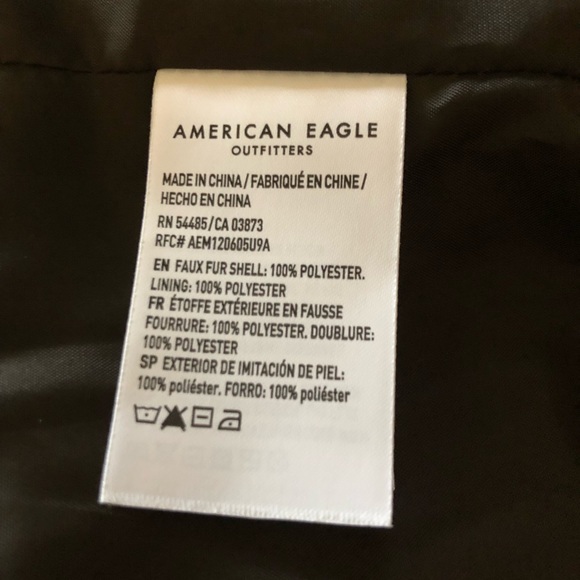 AMERICAN EAGLE
OUTFITTERS
MADE IN CHINA/FABRIQUÉ EN CHINE/
HECHO EN CHINA
RN 54485/CA 03873
RFC# AEM120605U9A
EN FAUX FUR SHELL: 100% POLYESTER.
LINING: 100% POLYESTER
FR ÉTOFFE EXTÉRIEURE EN FAUSSE
FOURRURE: 100% POLYESTER. DOUBLURE:
100% POLYESTER
SP EXTERIOR DE IMITACIÓN DE PIEL:
100% poliéster. FORRO: 100% poliéster